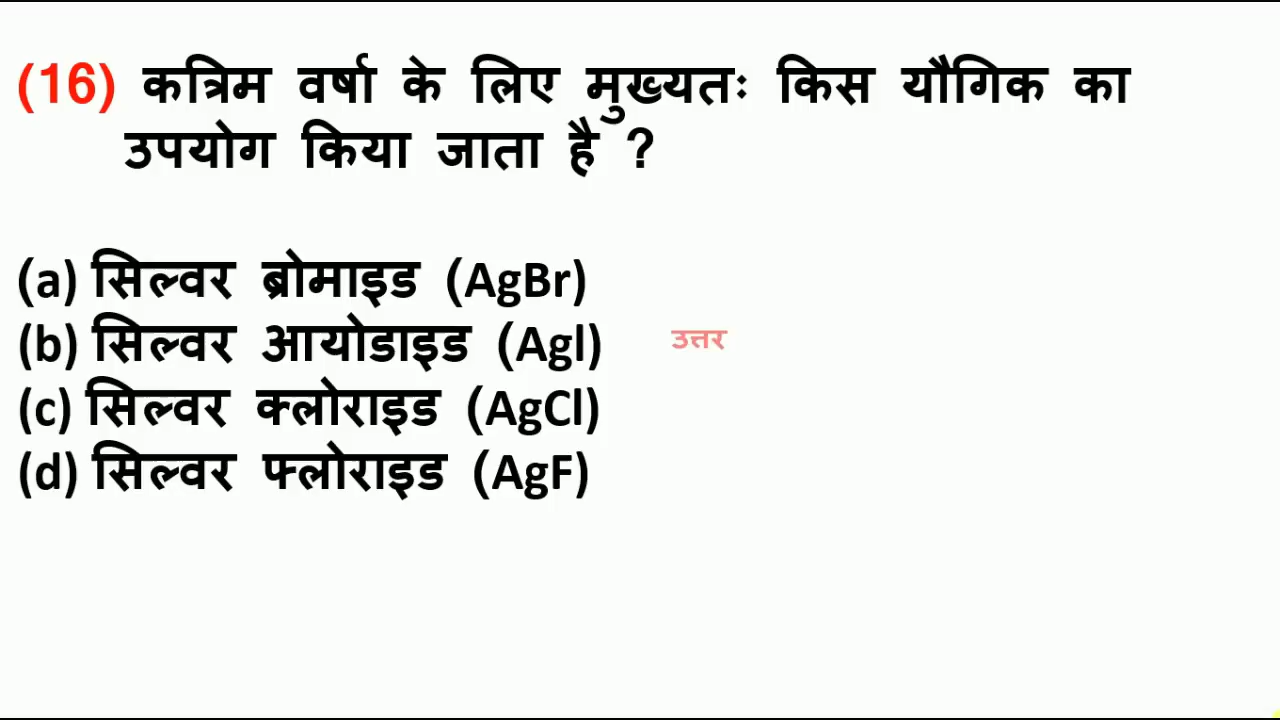 (16) कत्रिम वर्षा के लिए मुख्यतः किस यौगिक का
उपयोग किया जाता है ?
(a) सिल्वर ब्रोमाइड (AgBr)
(b) सिल्वर आयोडाइड (Agl) उत्तर
(c) सिल्वर क्लोराइड (AgCl)
(d) सिल्वर फ्लोराइड (AgF)